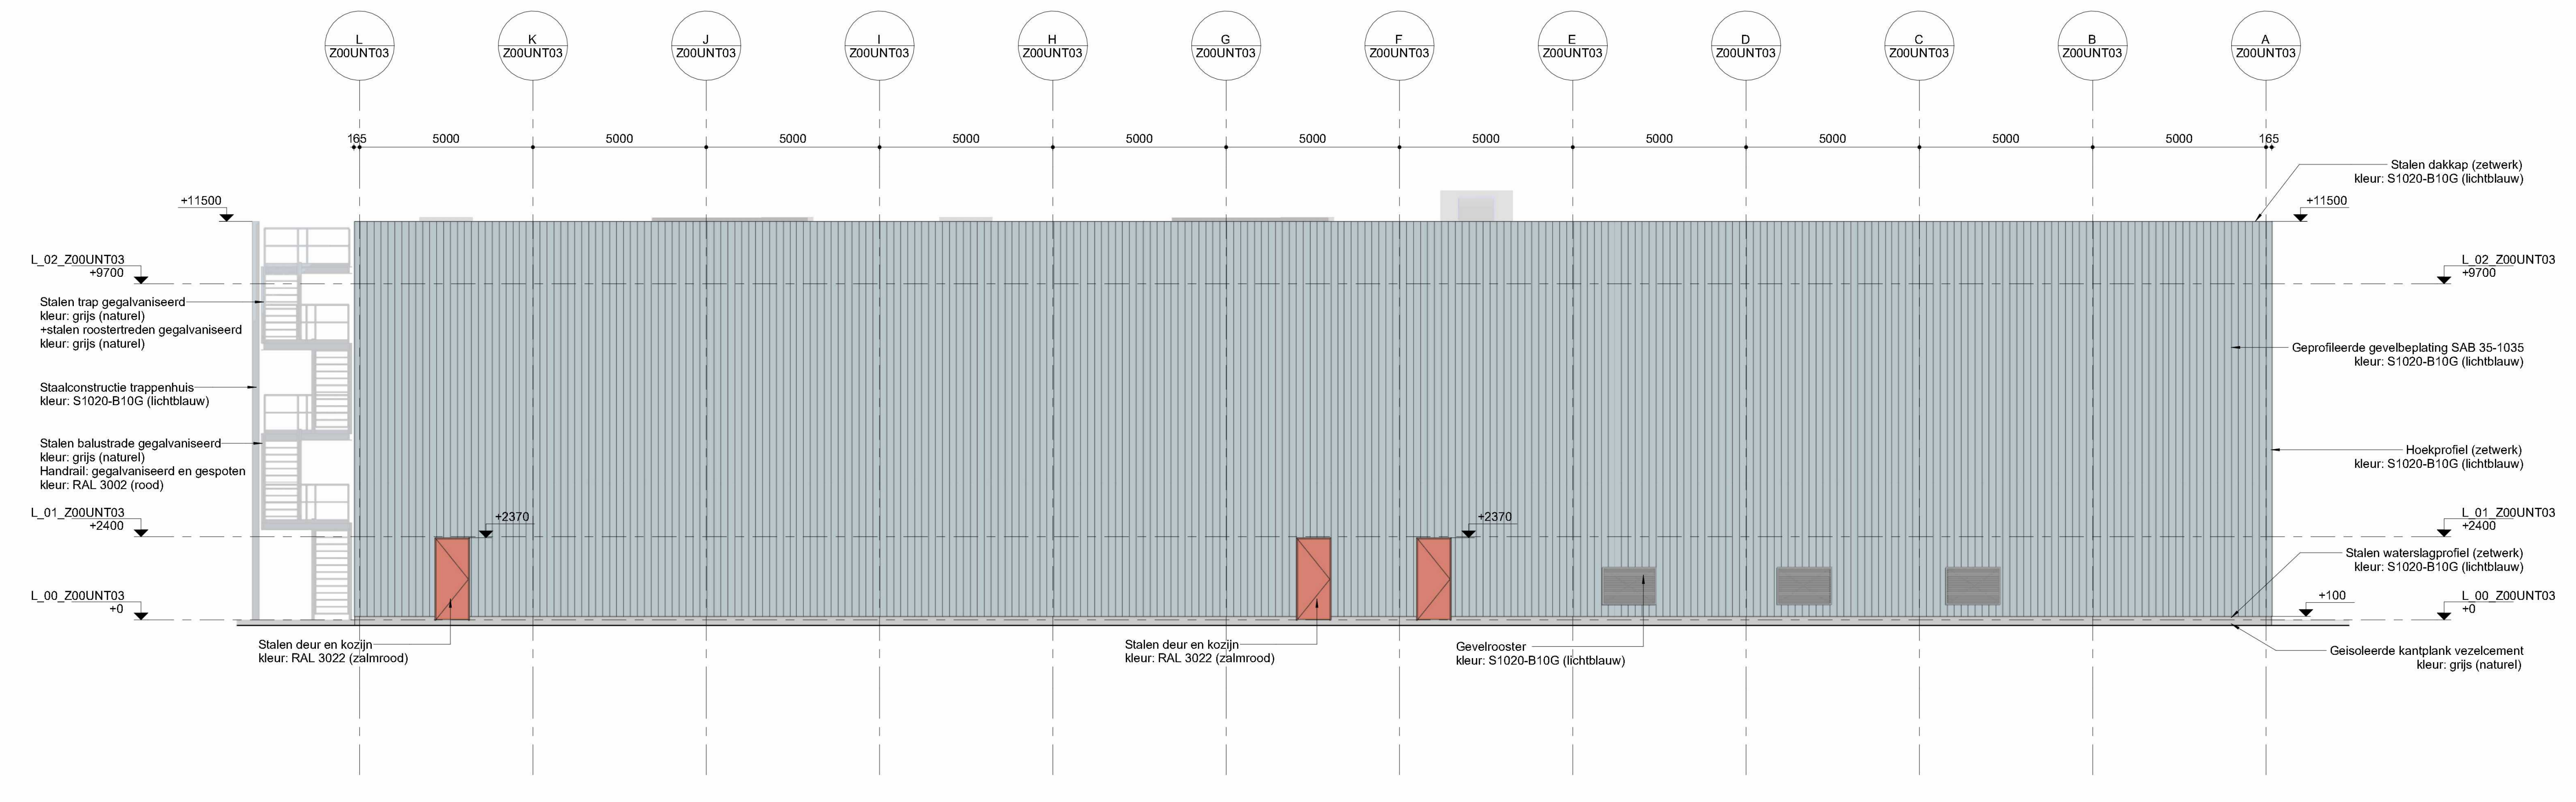 L
Z00UNT03
K
Z00UNT03
J
Z00UNT03
I
Z00UNT03
H
Z00UNT03
G
Z00UNT03
F
Z00UNT03
E
Z00UNT03
D
Z00UNT03
C
Z00UNT03
B
Z00UNT03
A
Z00UNT03
165 5000 5000 5000 5000 5000 5000 5000 5000 5000 5000 5000 165
Stalen dakkap (zetwerk)
kleur: S1020-B10G (lichtblauw)
+11500
+11500
L_02_Z00UNT03
+9700
L_02_Z00UNT03
+9700
Stalen trap gegalvaniseerd
kleur: grijs (naturel)
+stalen roostertreden gegalvaniseerd
kleur: grijs (naturel)
Geprofileerde gevelbeplating SAB 35-1035
kleur: S1020-B10G (lichtblauw)
Staalconstructie trappenhuis
kleur: S1020-B10G (lichtblauw)
Stalen balustrade gegalvaniseerd
kleur: grijs (naturel)
Handrail: gegalvaniseerd en gespoten
kleur: RAL 3002 (rood)
Hoekprofiel (zetwerk)
kleur: S1020-B10G (lichtblauw)
L_01_Z00UNT03
+2400
+2370
+2370
L_01_Z00UNT03
+2400
Stalen waterslagprofiel (zetwerk)
kleur: S1020-B10G (lichtblauw)
L_00_Z00UNT03
+0
+100
L_00_Z00UNT03
+0
Stalen deur en kozijn
kleur: RAL 3022 (zalmrood)
Stalen deur en kozijn
kleur: RAL 3022 (zalmrood)
Gevelrooster
kleur: S1020-B10G (lichtblauw)
Geisoleerde kantplank vezelcement
kleur: grijs (naturel)